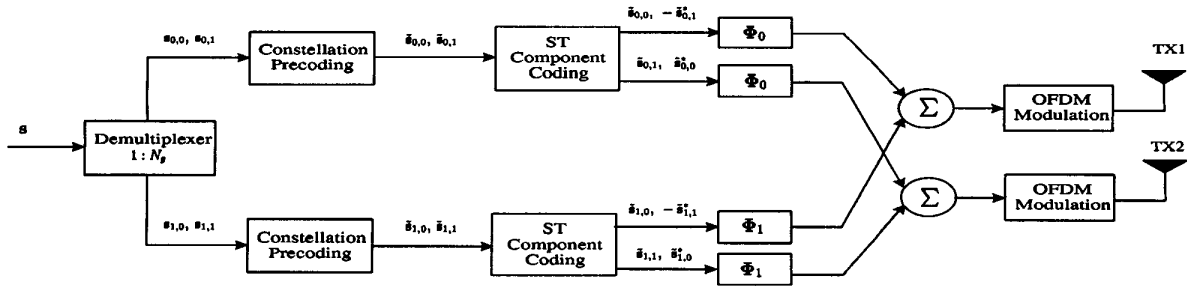 s
Demultiplexer
1 : N_g
s_{0,0}, s_{0,1}
Constellation
Precoding
s̃_{0,0}, s̃_{0,1}
ST
Component
Coding
s̃_{0,0}, −s̃*_{0,1}
Φ_0
s̃_{0,1}, s̃*_{0,0}
Φ_0
Σ
OFDM
Modulation
TX1
s_{1,0}, s_{1,1}
Constellation
Precoding
s̃_{1,0}, s̃_{1,1}
ST
Component
Coding
s̃_{1,0}, −s̃*_{1,1}
Φ_1
s̃_{1,1}, s̃*_{1,0}
Φ_1
Σ
OFDM
Modulation
TX2